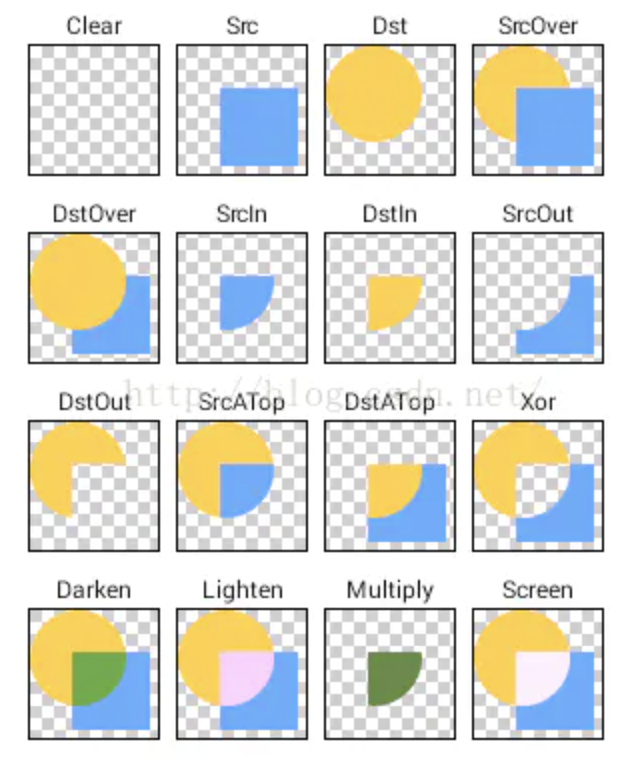 Clear Src Dst SrcOver
DstOver SrcIn DstIn SrcOut
http://blog.csdn.net/
DstOut SrcATop DstATop Xor
Darken Lighten Multiply Screen